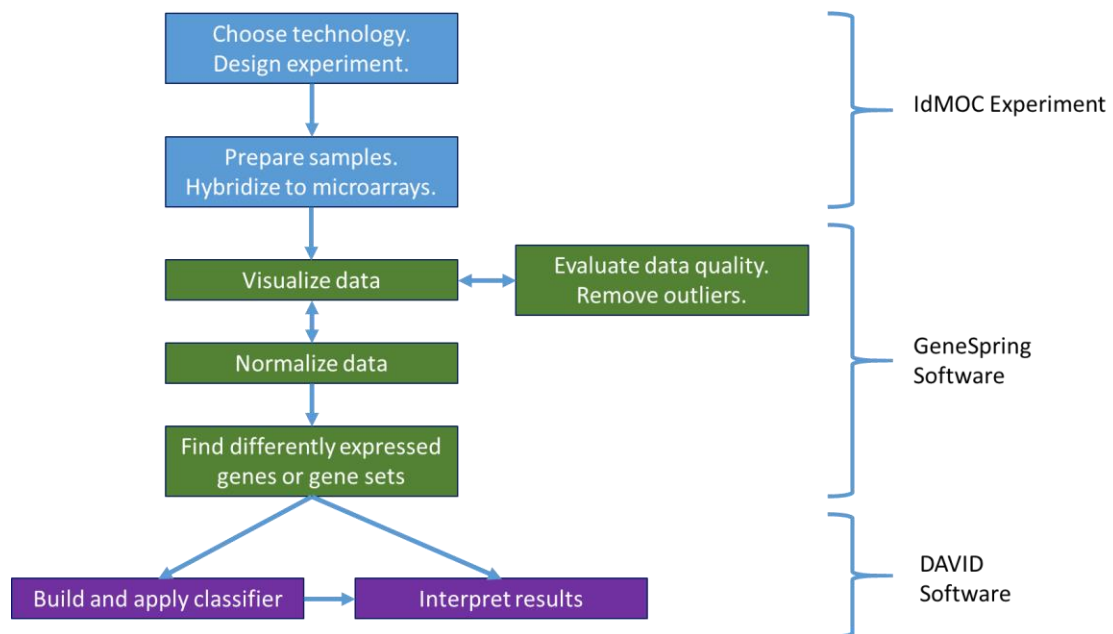 Choose technology.
Design experiment.
IdMOC Experiment
Prepare samples.
Hybridize to microarrays.
Visualize data
Evaluate data quality.
Remove outliers.
Normalize data
GeneSpring
Software
Find differently expressed
genes or gene sets
Build and apply classifier
Interpret results
DAVID
Software